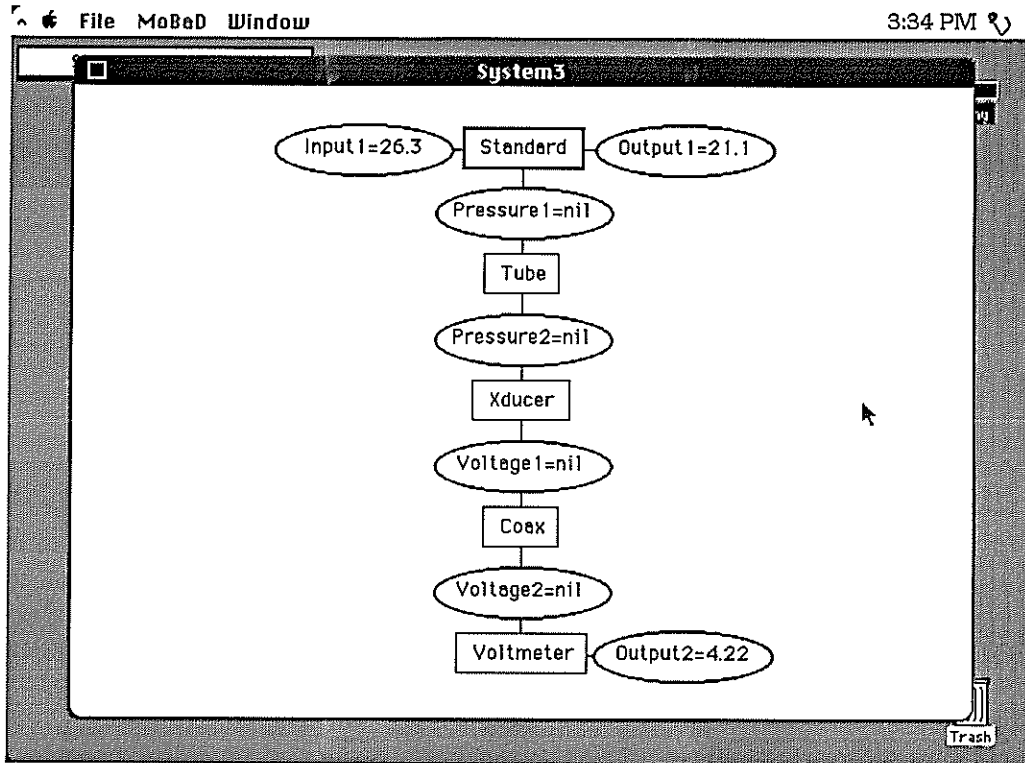 File MoBaD Window 3:34 PM
System3
Input1=26.3 Standard Output1=21.1
Pressure1=nil
Tube
Pressure2=nil
Xducer
Voltage1=nil
Coax
Voltage2=nil
Voltmeter Output2=4.22
Trash